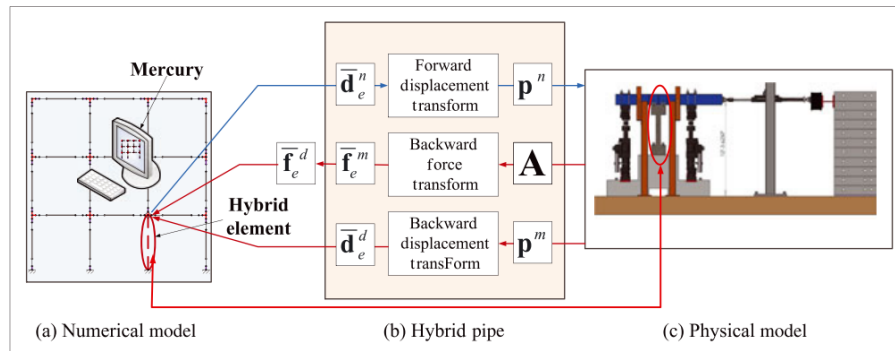 Mercury
Hybrid
element
(a) Numerical model
d̅ₑⁿ
Forward
displacement
transform
pⁿ
f̅ₑᵈ
f̅ₑᵐ
Backward
force
transform
A
d̅ₑᵈ
Backward
displacement
transForm
pᵐ
(b) Hybrid pipe
(c) Physical model